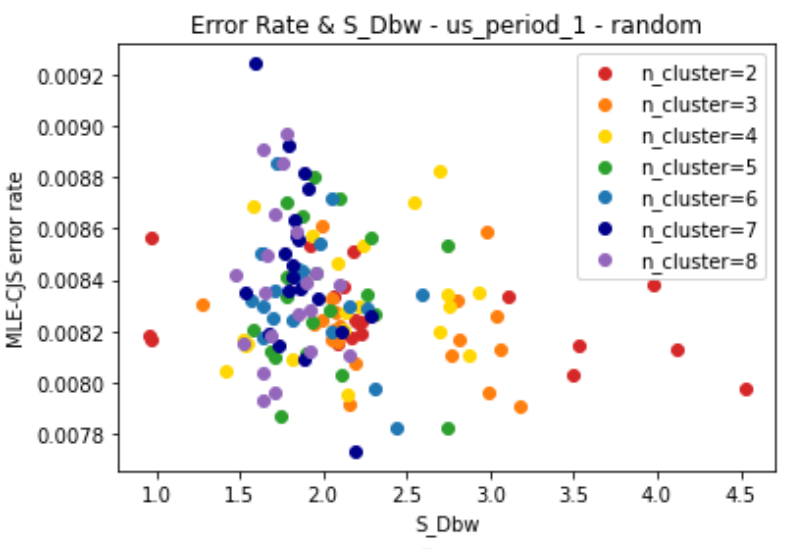 Error Rate & S_Dbw - us_period_1 - random
MLE-CJS error rate
0.0092
0.0090
0.0088
0.0086
0.0084
0.0082
0.0080
0.0078
n_cluster=2
n_cluster=3
n_cluster=4
n_cluster=5
n_cluster=6
n_cluster=7
n_cluster=8
1.0 1.5 2.0 2.5 3.0 3.5 4.0 4.5
S_Dbw